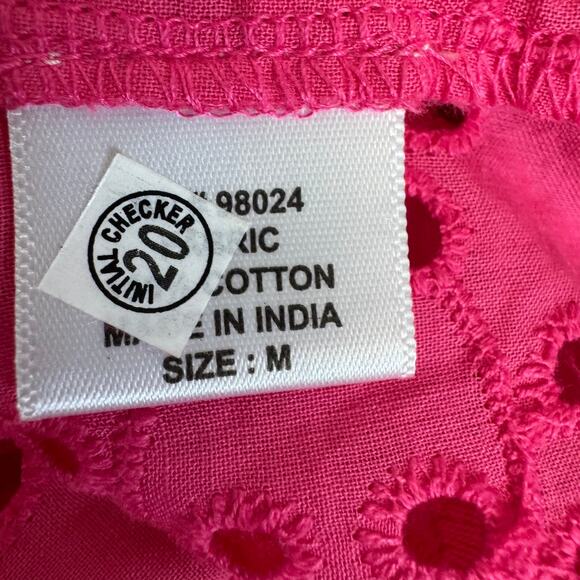 98024
RIC
COTTON
MADE IN INDIA
SIZE : M
INITIAL CHECKER
20